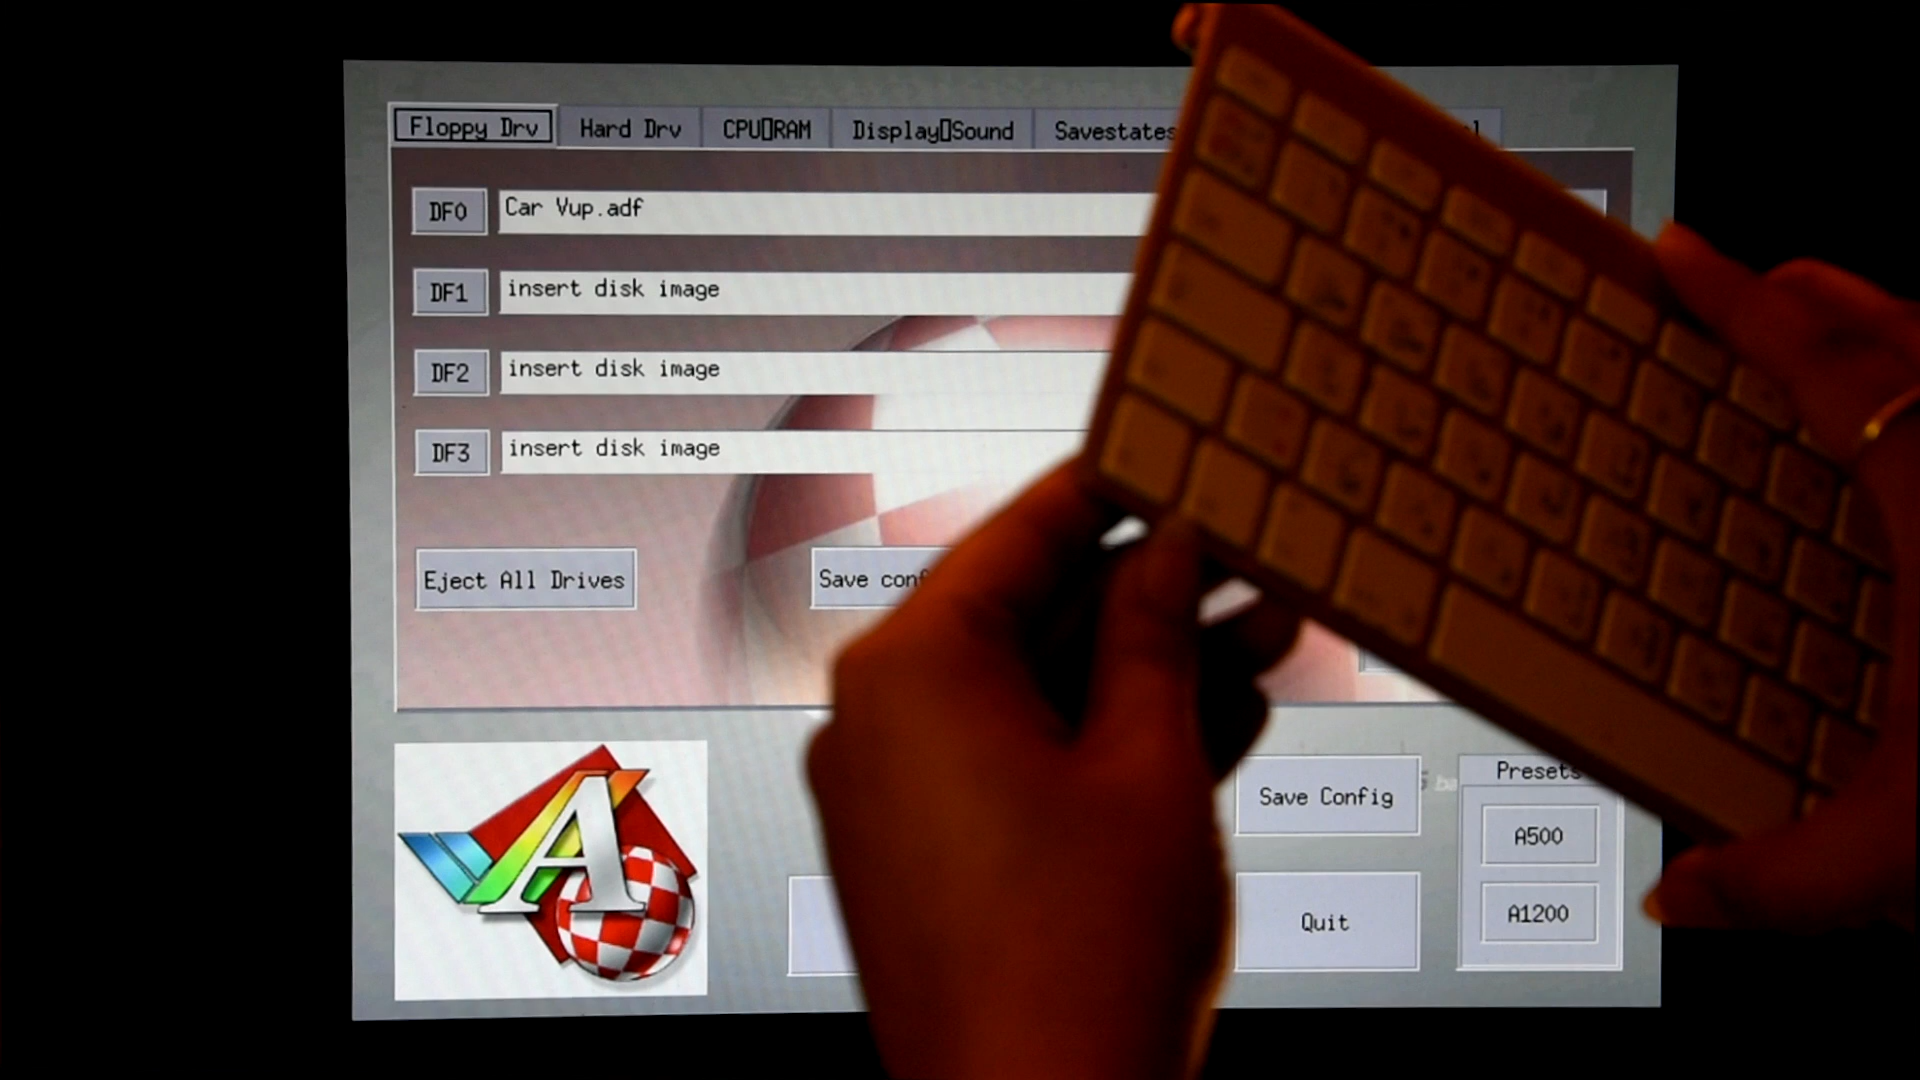 Floppy Drv Hard Drv CPU▯RAM Display▯Sound Savestates
DF0 Car Vup.adf
DF1 insert disk image
DF2 insert disk image
DF3 insert disk image
Eject All Drives Save
Save Config
Presets
A500
Quit
A1200
A